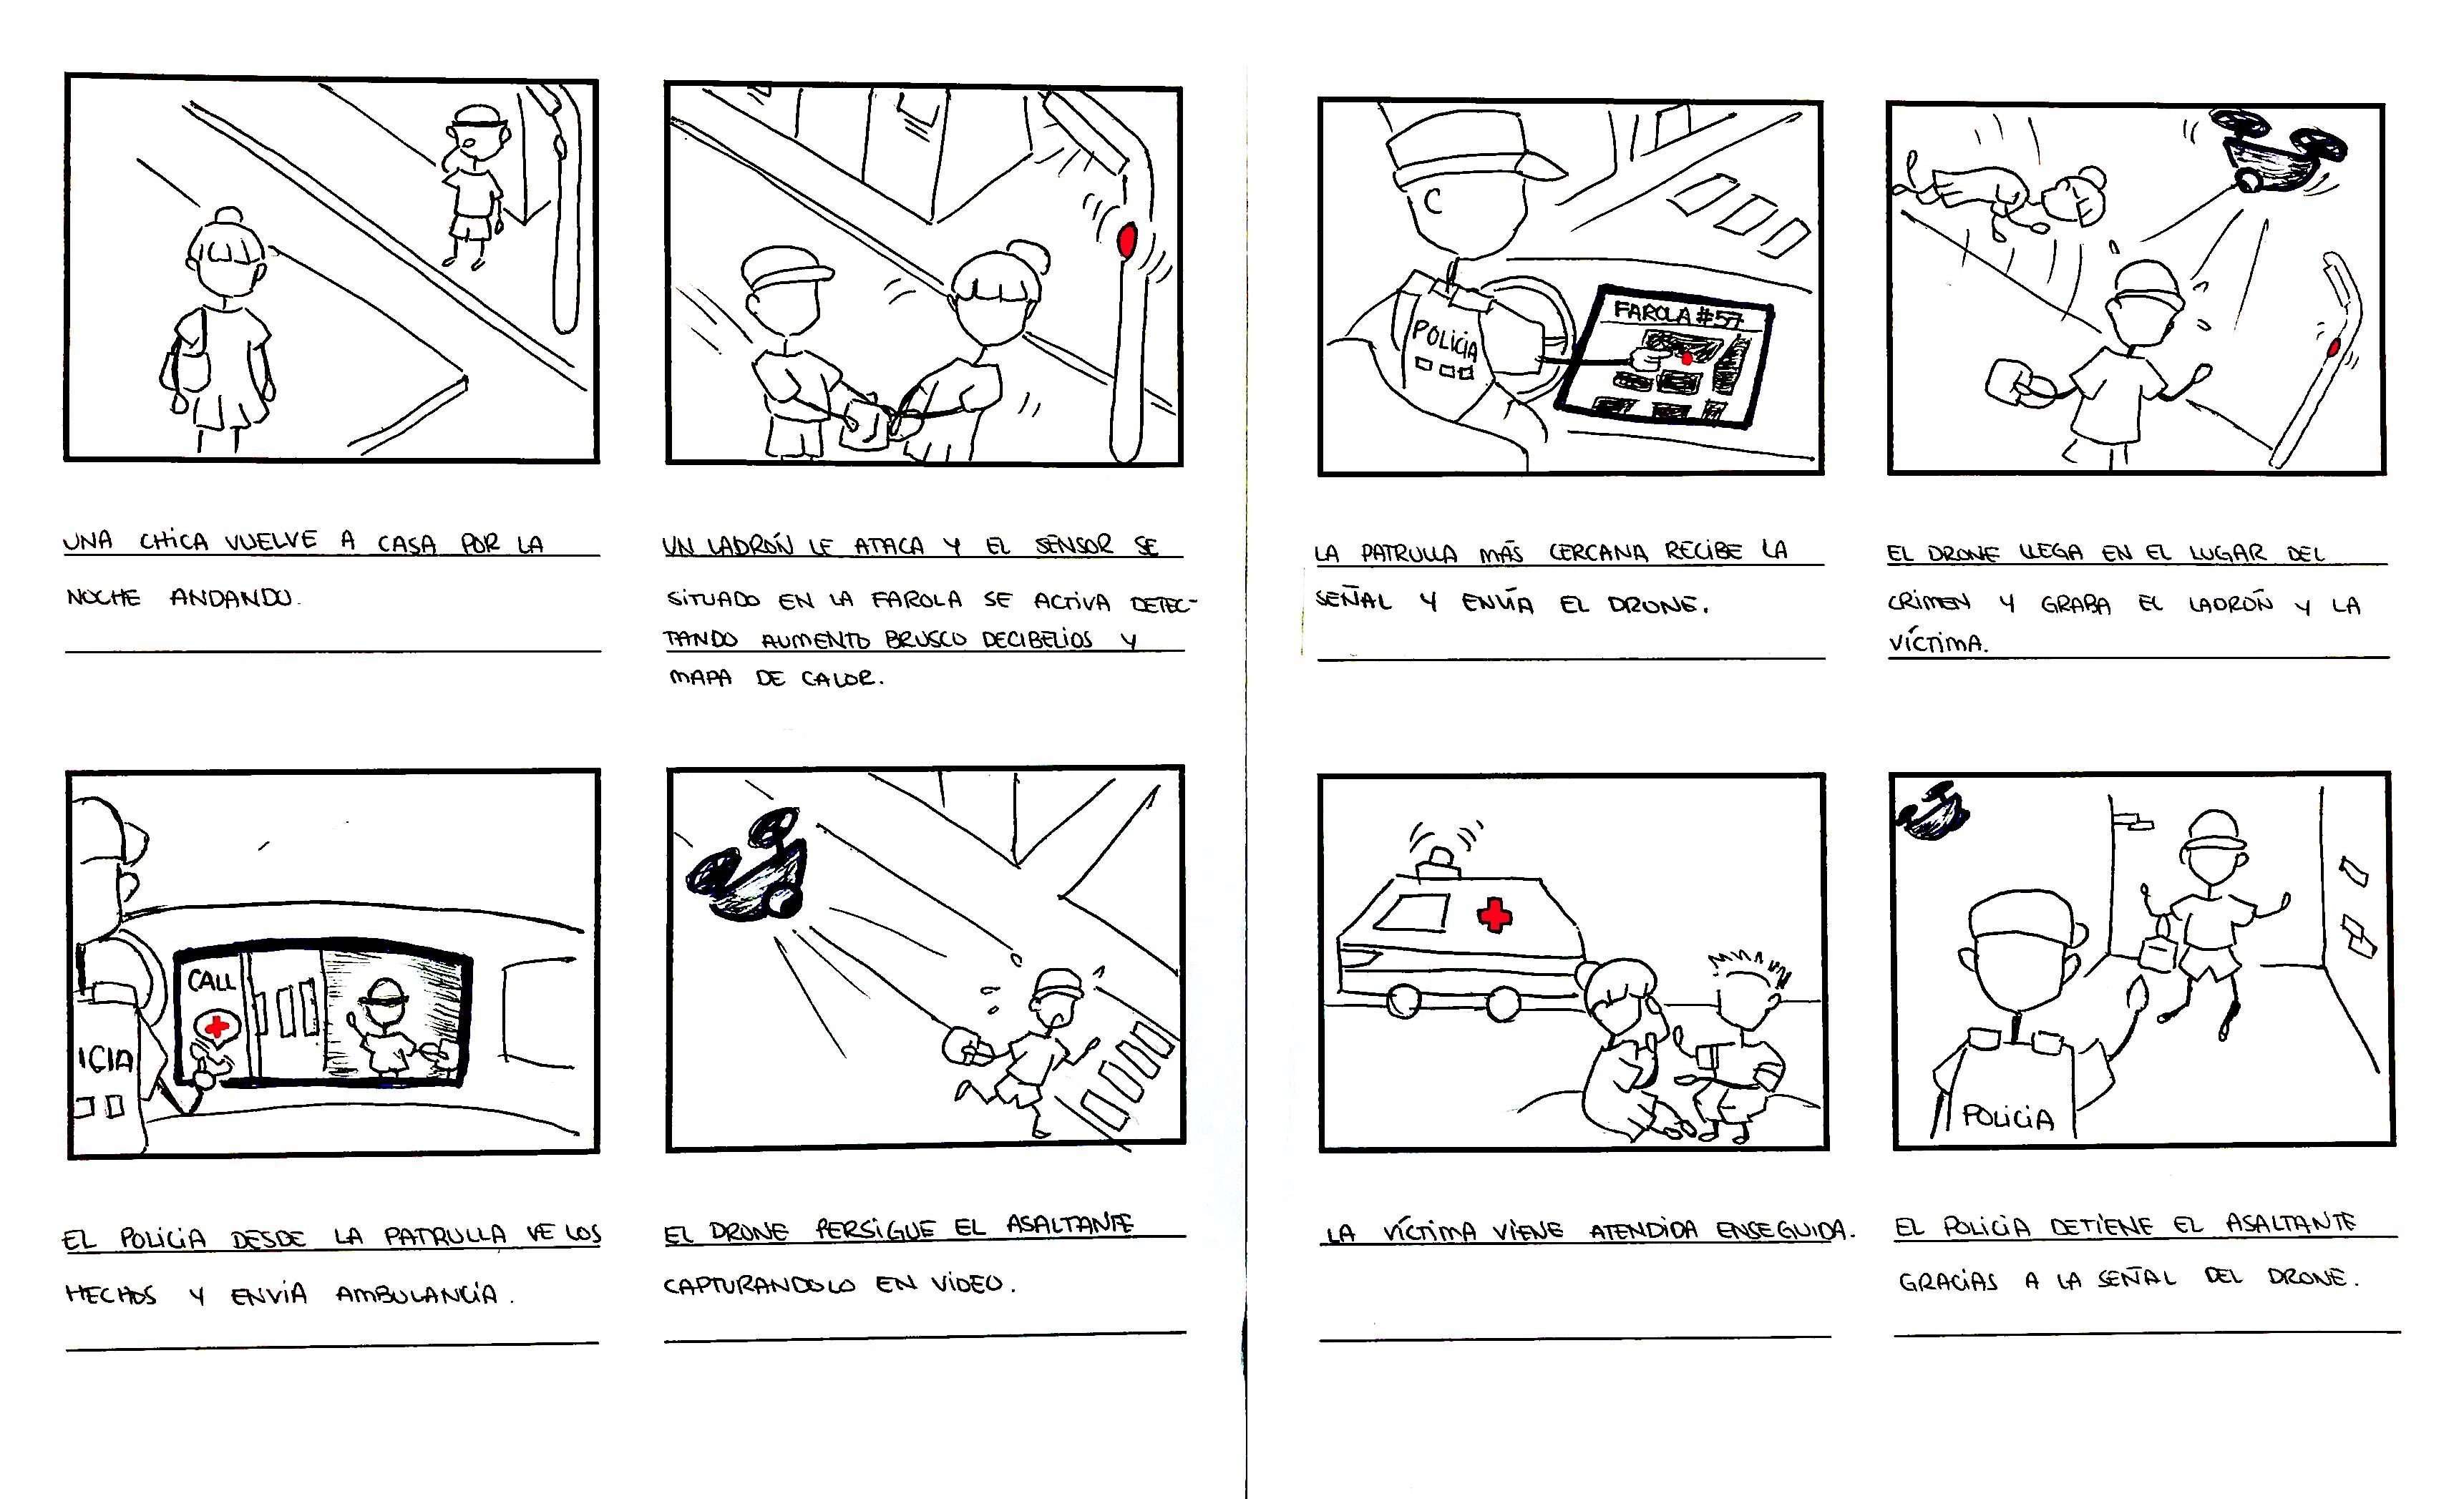 UNA CHICA VUELVE A CASA POR LA
NOCHE ANDANDO.
UN LADRÓN LE ATACA Y EL SENSOR SE
SITUADO EN LA FAROLA SE ACTIVA DETEC-
TANDO AUMENTO BRUSCO DECIBELIOS Y
MAPA DE CALOR.
POLICIA
FAROLA #57
LA PATRULLA MÁS CERCANA RECIBE LA
SEÑAL Y ENVÍA EL DRONE.
EL DRONE LLEGA EN EL LUGAR DEL
CRIMEN Y GRABA EL LADRÓN Y LA
VÍCTIMA.
CALL
ICIA
EL POLICIA DESDE LA PATRULLA VE LOS
HECHOS Y ENVIA AMBULANCIA.
EL DRONE PERSIGUE EL ASALTANTE
CAPTURANDOLO EN VIDEO.
LA VÍCTIMA VIENE ATENDIDA ENSEGUIDA.
POLICIA
EL POLICIA DETIENE EL ASALTANTE
GRACIAS A LA SEÑAL DEL DRONE.